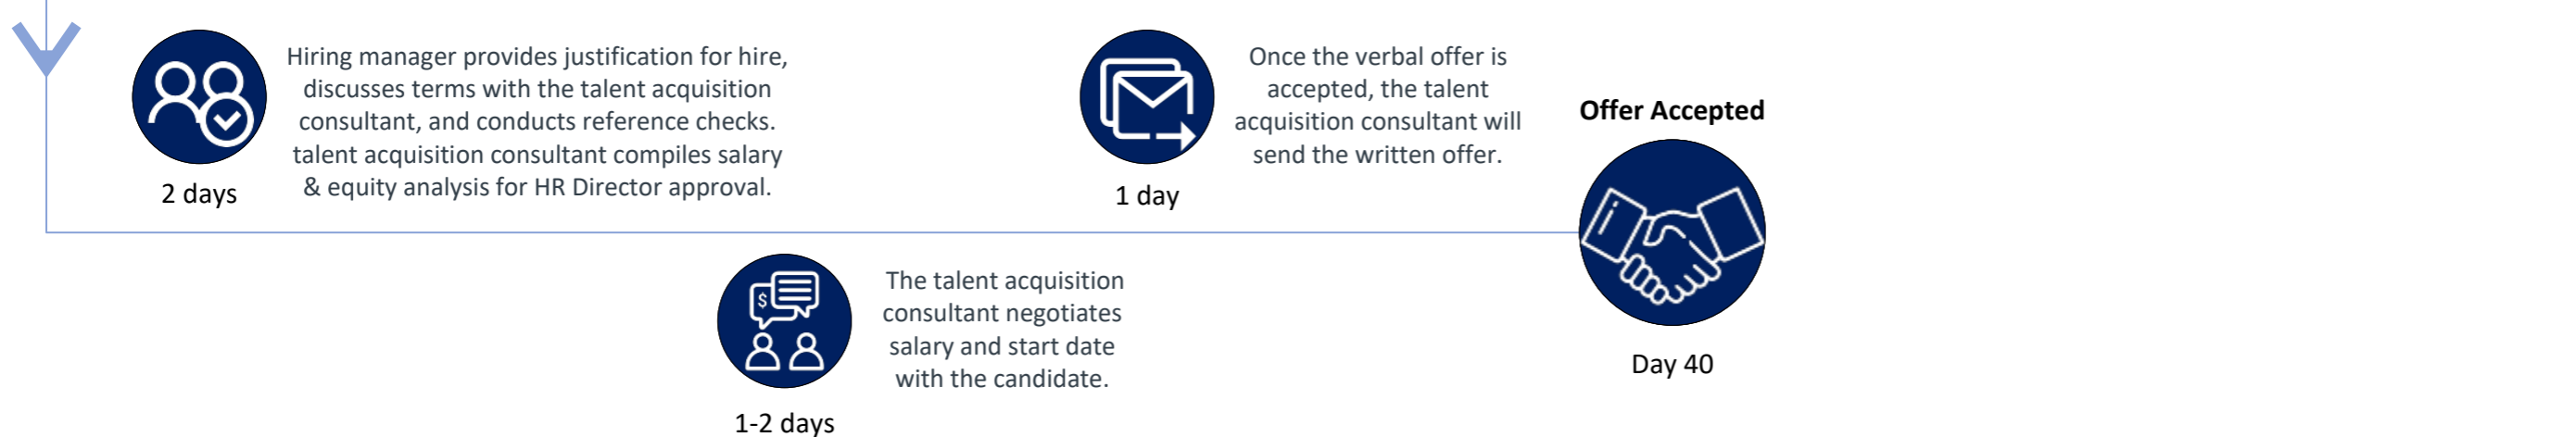 Hiring manager provides justification for hire,
discusses terms with the talent acquisition
consultant, and conducts reference checks.
talent acquisition consultant compiles salary
& equity analysis for HR Director approval.
2 days
The talent acquisition
consultant negotiates
salary and start date
with the candidate.
$
1-2 days
Once the verbal offer is
accepted, the talent
acquisition consultant will
send the written offer.
1 day
Offer Accepted
Day 40